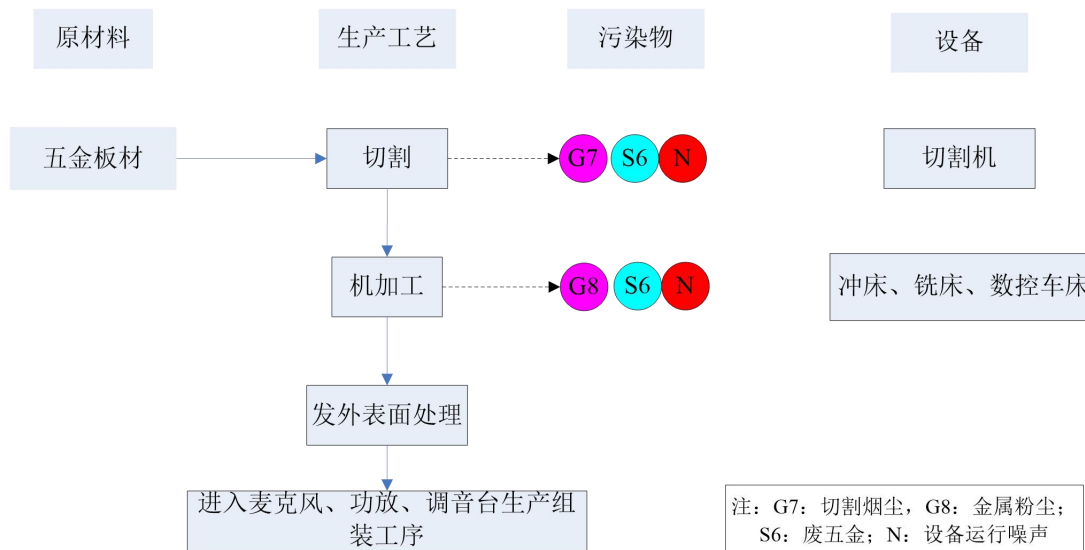 原材料
生产工艺
污染物
设备
五金板材
切割
G7
S6
N
切割机
机加工
G8
S6
N
冲床、铣床、数控车床
发外表面处理
进入麦克风、功放、调音台生产组
装工序
注：G7：切割烟尘，G8：金属粉尘；
S6：废五金；N：设备运行噪声